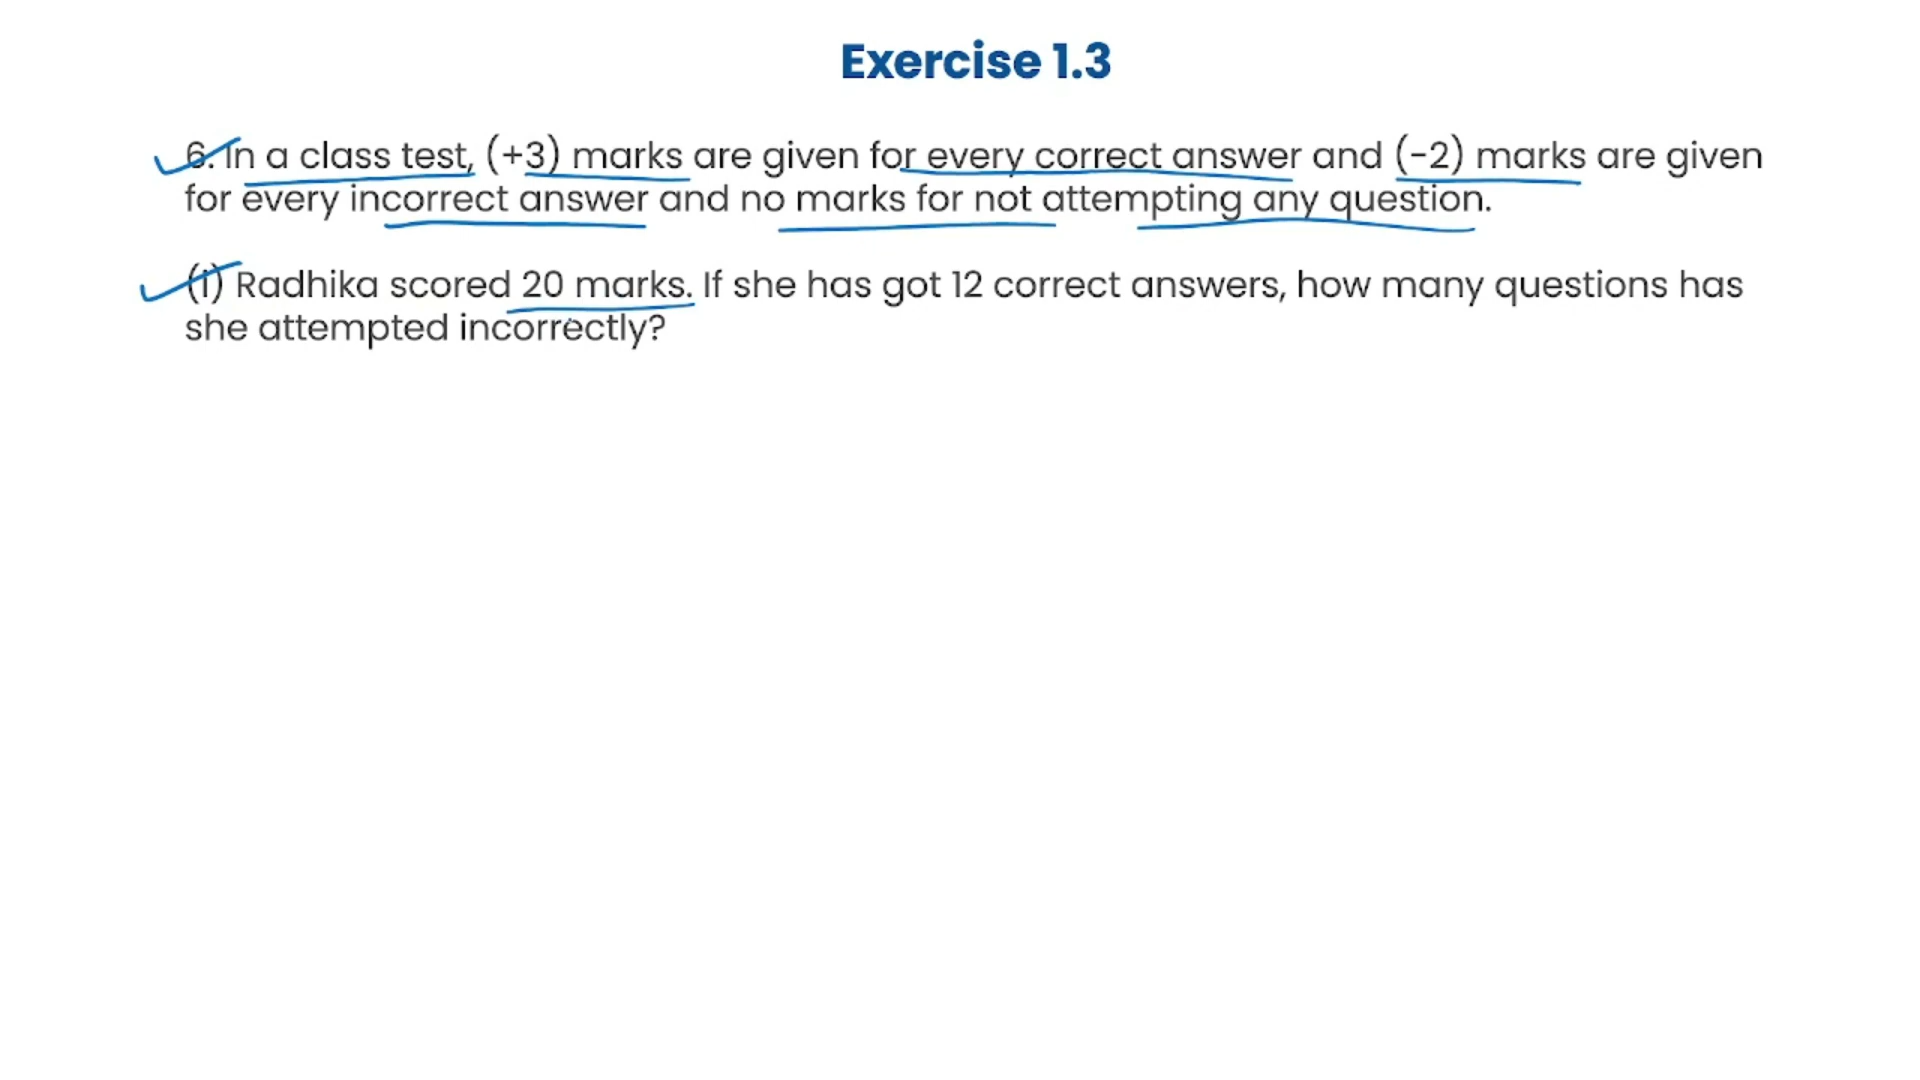 Exercise 1.3
6. In a class test, (+3) marks are given for every correct answer and (-2) marks are given
for every incorrect answer and no marks for not attempting any question.
(i) Radhika scored 20 marks. If she has got 12 correct answers, how many questions has
she attempted incorrectly?